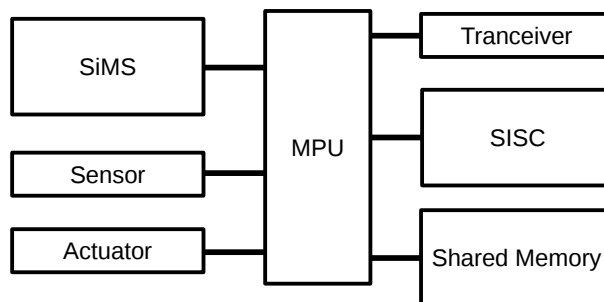 SiMS
Sensor
Actuator
MPU
Tranceiver
SISC
Shared Memory